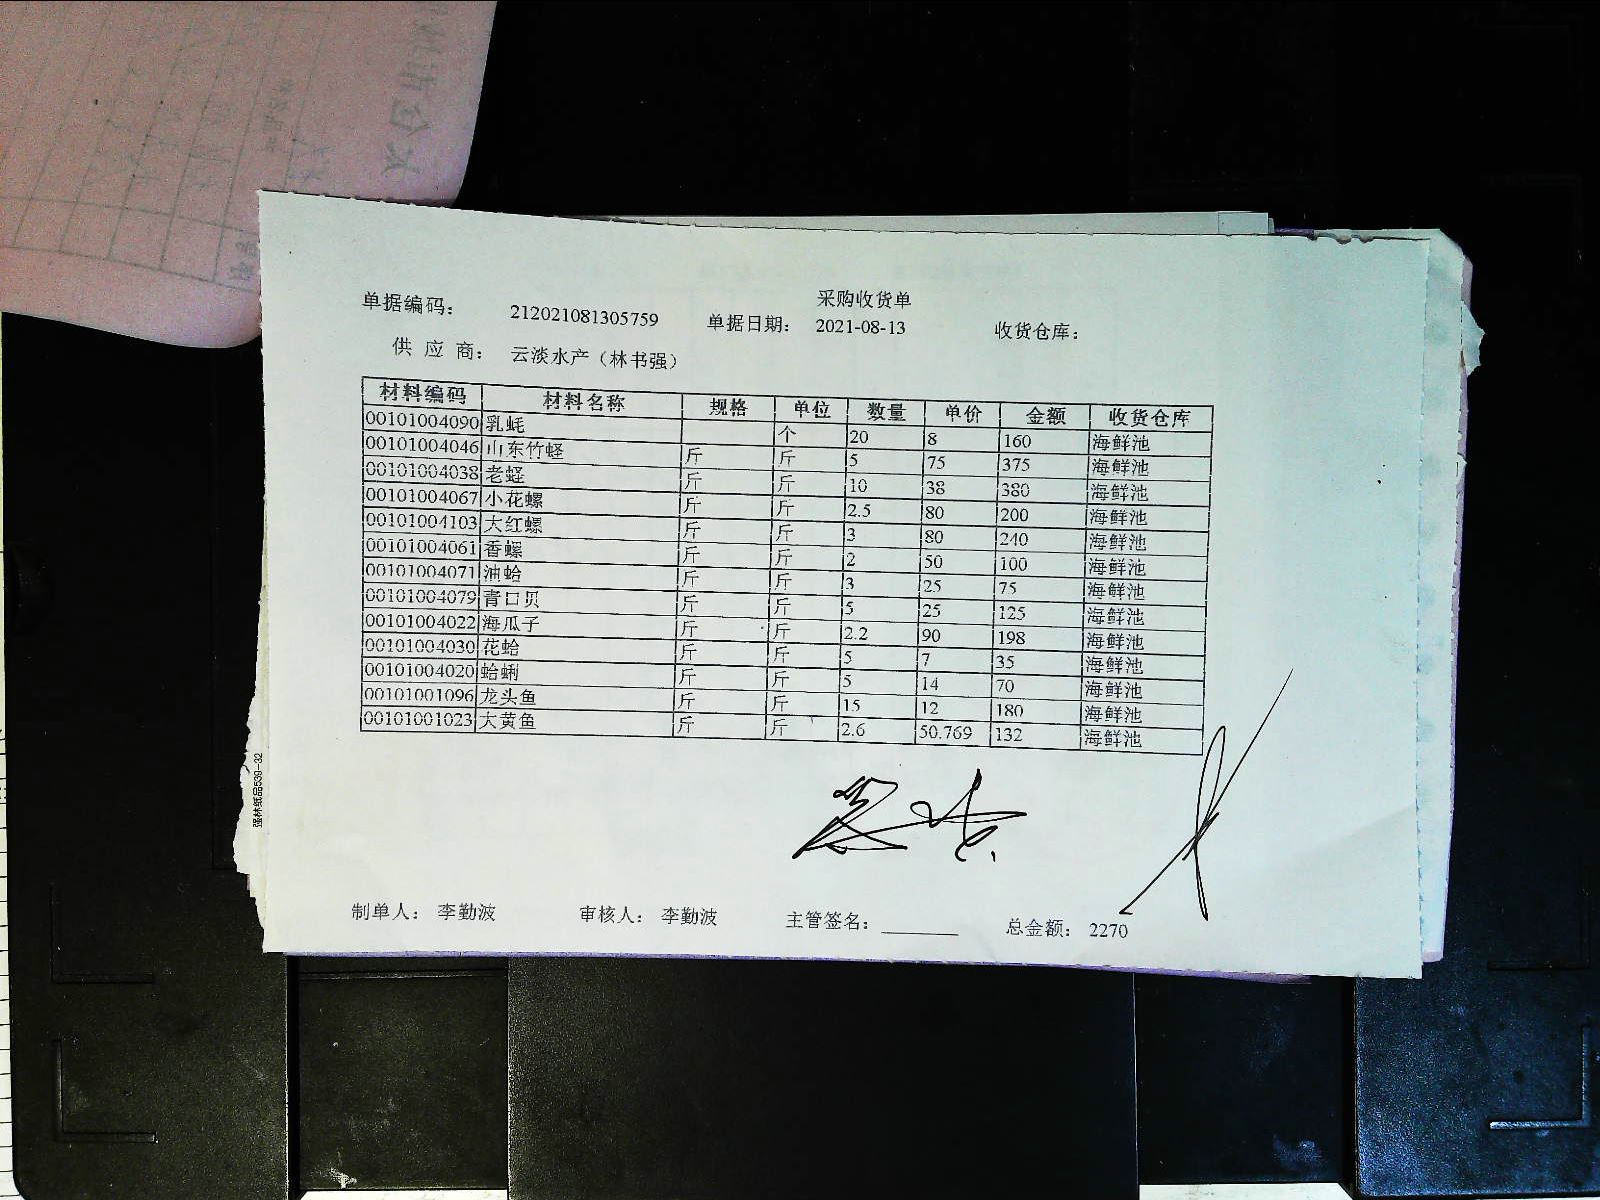 采购收货单
单据编码： 212021081305759 单据日期： 2021-08-13 收货仓库：
供 应 商： 云淡水产（林书强）
材料编码 材料名称 规格 单位 数量 单价 金额 收货仓库
00101004090 乳蚝 个 20 8 160 海鲜池
00101004046 山东竹蛏 斤 斤 5 75 375 海鲜池
00101004038 老蛏 斤 斤 10 38 380 海鲜池
00101004067 小花螺 斤 斤 2.5 80 200 海鲜池
00101004103 大红螺 斤 斤 3 80 240 海鲜池
00101004061 香螺 斤 斤 2 50 100 海鲜池
00101004071 油蛤 斤 斤 3 25 75 海鲜池
00101004079 青口贝 斤 斤 5 25 125 海鲜池
00101004022 海瓜子 斤 斤 2.2 90 198 海鲜池
00101004030 花蛤 斤 斤 5 7 35 海鲜池
00101004020 蛤蜊 斤 斤 5 14 70 海鲜池
00101001096 龙头鱼 斤 斤 15 12 180 海鲜池
00101001023 大黄鱼 斤 斤 2.6 50.769 132 海鲜池
强林纸品539-32
制单人： 李勤波 审核人： 李勤波 主管签名： 总金额： 2270